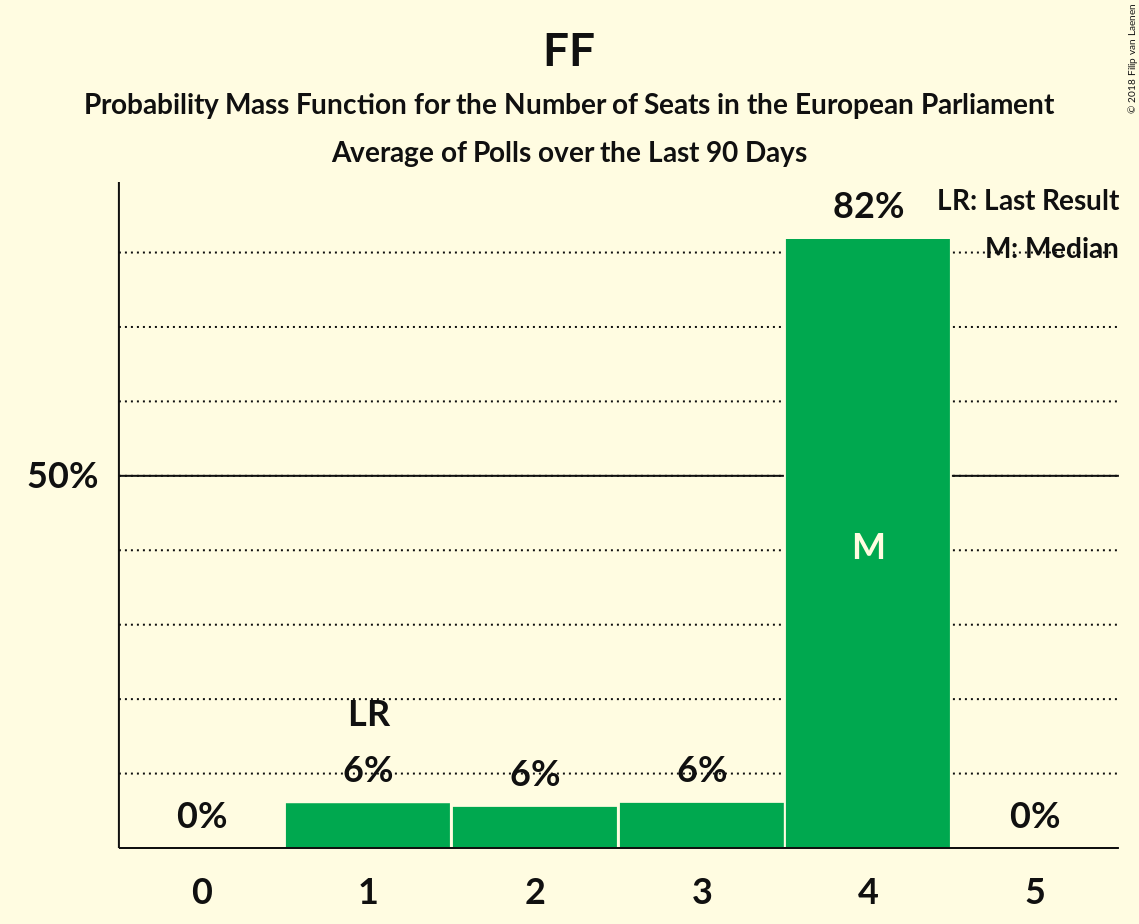 FF
Probability Mass Function for the Number of Seats in the European Parliament
Average of Polls over the Last 90 Days
© 2018 Filip van Laenen
LR: Last Result
M: Median
82%
50%
M
LR
6%
6%
6%
0%
0%
0
1
2
3
4
5